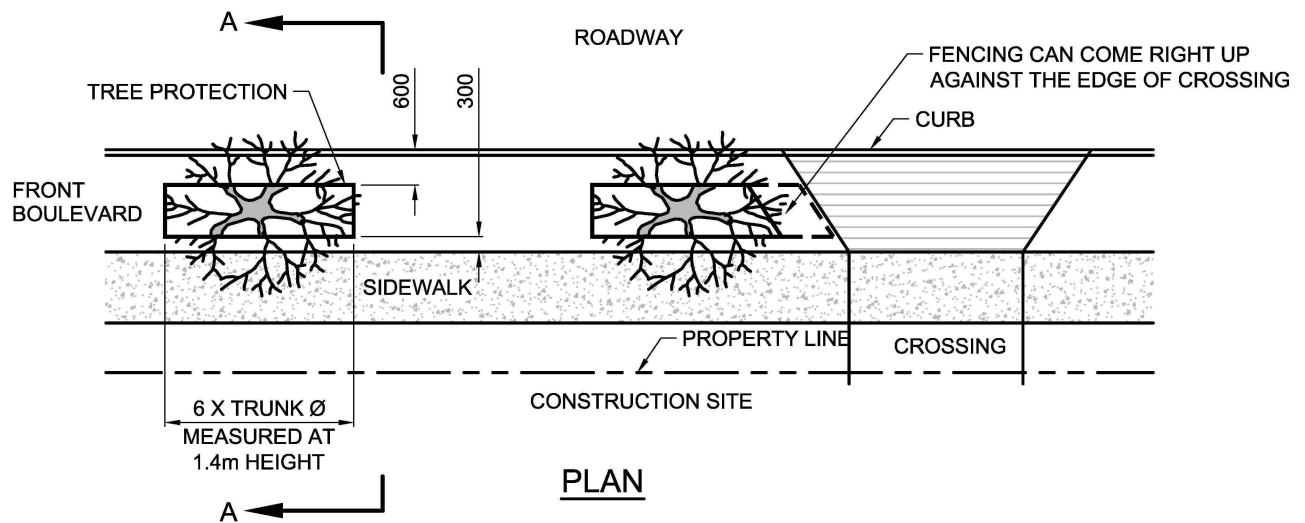 A
ROADWAY
FENCING CAN COME RIGHT UP
AGAINST THE EDGE OF CROSSING
TREE PROTECTION
600
300
CURB
FRONT
BOULEVARD
SIDEWALK
PROPERTY LINE
CROSSING
CONSTRUCTION SITE
6 X TRUNK Ø
MEASURED AT
1.4m HEIGHT
PLAN
A